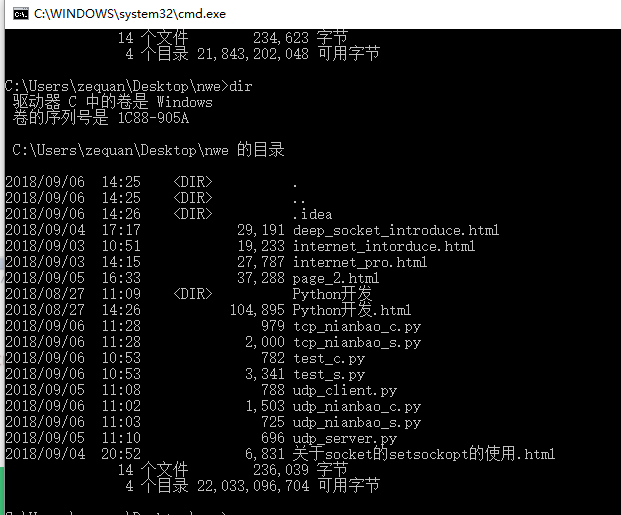 C:\WINDOWS\system32\cmd.exe
14 个文件 234,623 字节
4 个目录 21,843,202,048 可用字节
C:\Users\zequan\Desktop\nwe>dir
驱动器 C 中的卷是 Windows
卷的序列号是 1C88-905A
C:\Users\zequan\Desktop\nwe 的目录
2018/09/06 14:25 <DIR> .
2018/09/06 14:25 <DIR> ..
2018/09/06 14:26 <DIR> .idea
2018/09/04 17:17 29,191 deep_socket_introduce.html
2018/09/03 10:51 19,233 internet_intorduce.html
2018/09/03 14:15 27,787 internet_pro.html
2018/09/05 16:33 37,288 page_2.html
2018/08/27 11:09 <DIR> Python开发
2018/08/27 14:26 104,895 Python开发.html
2018/09/06 11:28 979 tcp_nianbao_c.py
2018/09/06 11:28 2,000 tcp_nianbao_s.py
2018/09/06 10:53 782 test_c.py
2018/09/06 10:53 3,341 test_s.py
2018/09/05 11:08 788 udp_client.py
2018/09/06 11:02 1,503 udp_nianbao_c.py
2018/09/06 11:03 725 udp_nianbao_s.py
2018/09/05 11:10 696 udp_server.py
2018/09/04 20:52 6,831 关于socket的setsockopt的使用.html
14 个文件 236,039 字节
4 个目录 22,033,096,704 可用字节